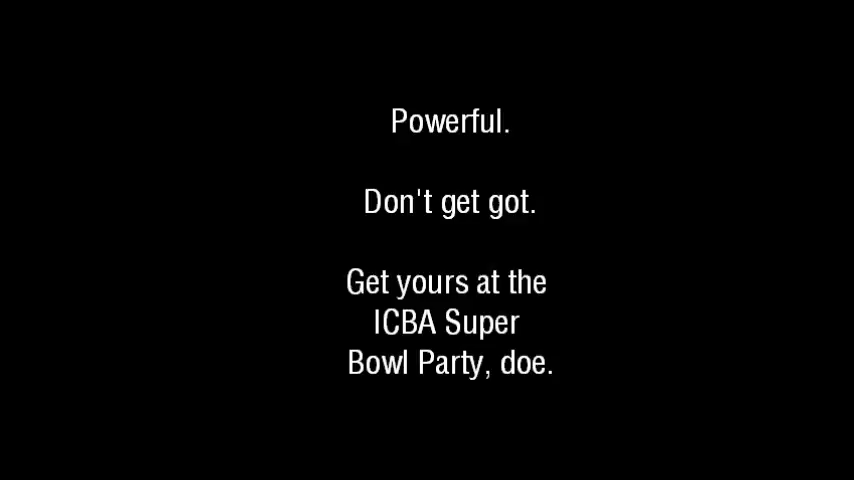 Powerful.
Don't get got.
Get yours at the
ICBA Super
Bowl Party, doe.